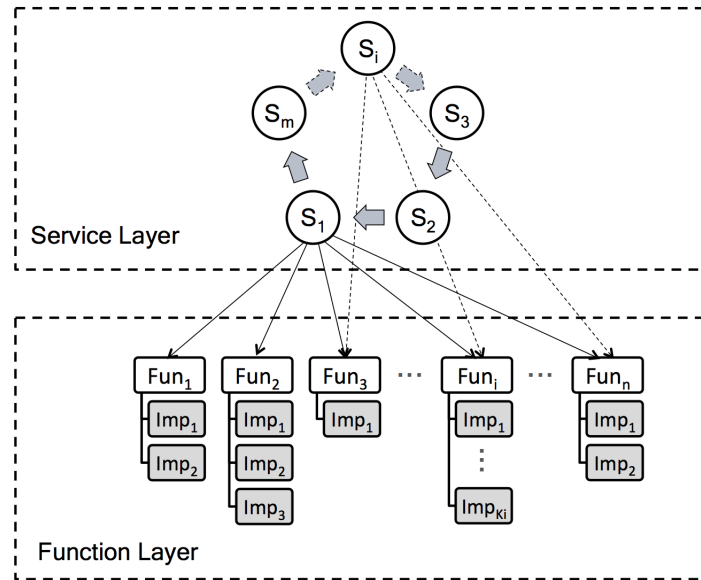 Sᵢ
Sₘ
S₃
S₁
S₂
Service Layer
Fun₁ Fun₂ Fun₃ ... Funᵢ ... Funₙ
Imp₁ Imp₁ Imp₁ Imp₁ Imp₁
Imp₂ Imp₂ ⋮ Imp₂
Imp₃ Imp_Ki
Function Layer